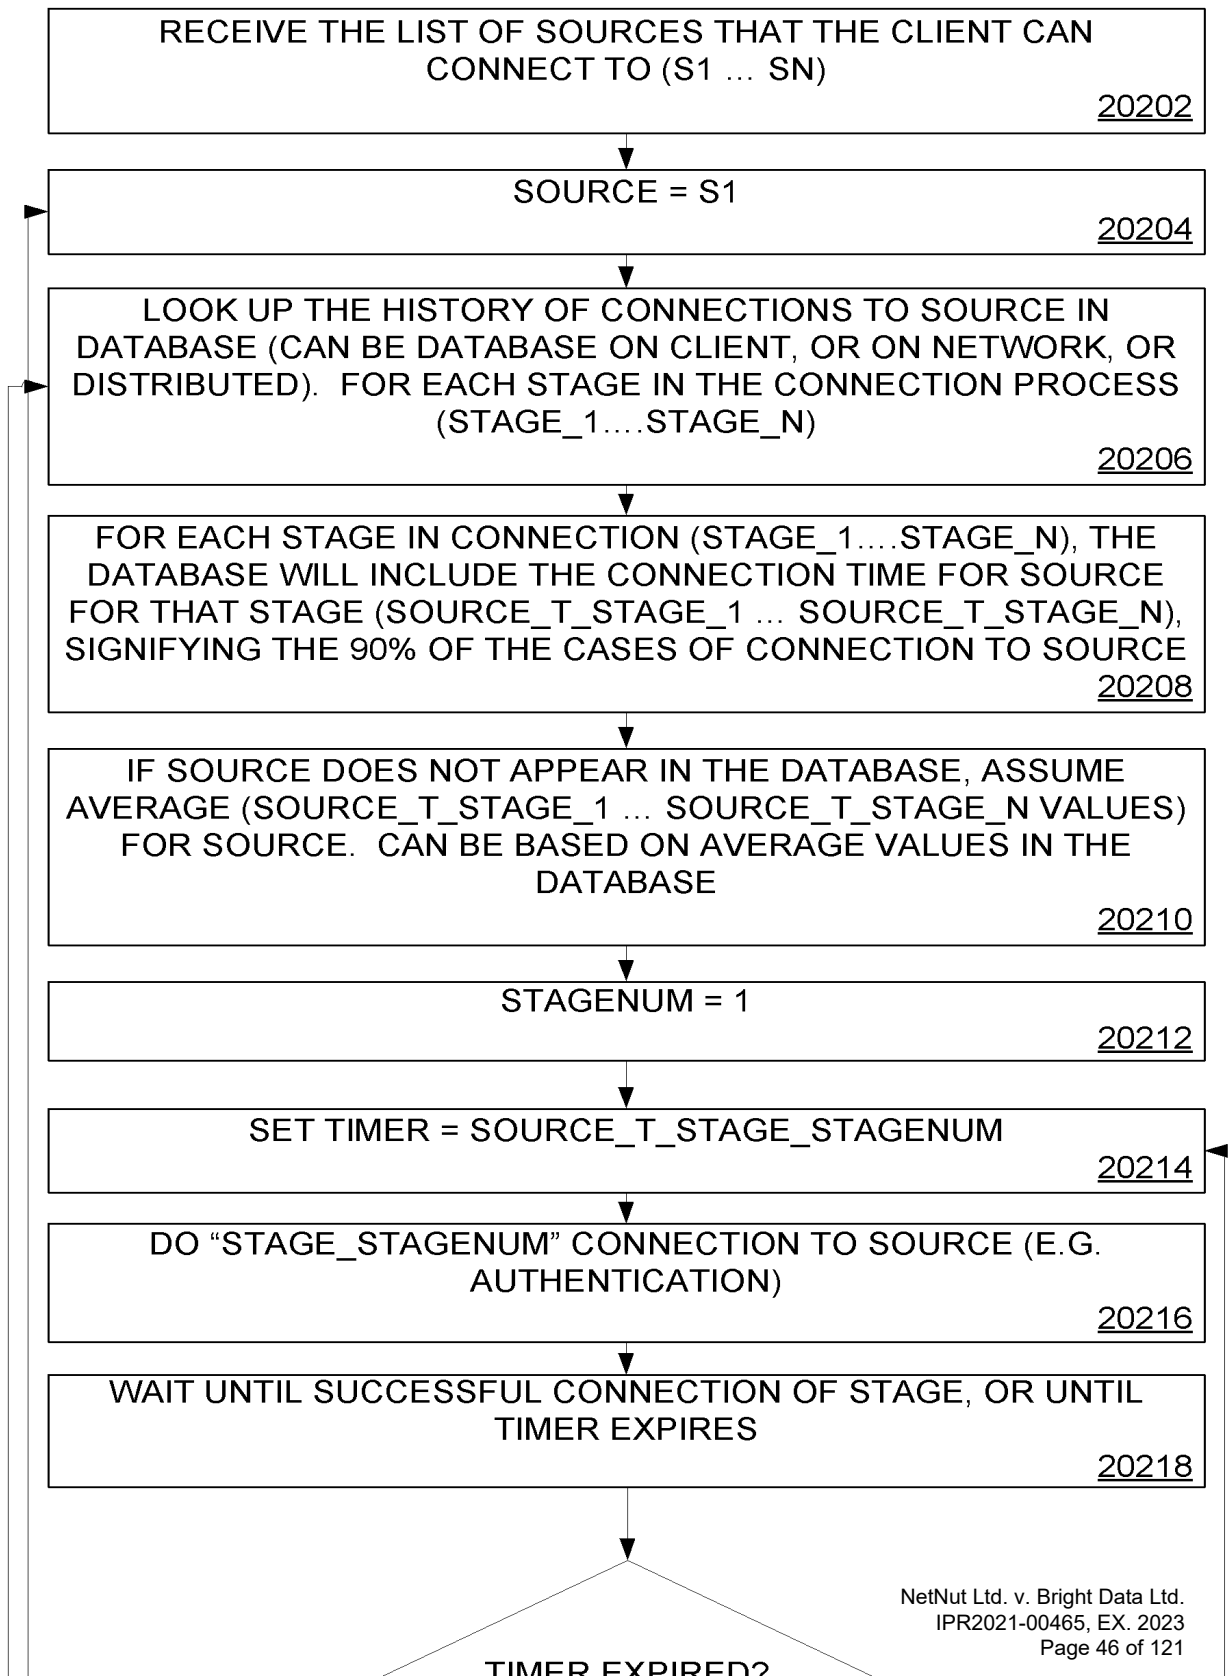 RECEIVE THE LIST OF SOURCES THAT THE CLIENT CAN
CONNECT TO (S1 ... SN)
20202
SOURCE = S1
20204
LOOK UP THE HISTORY OF CONNECTIONS TO SOURCE IN
DATABASE (CAN BE DATABASE ON CLIENT, OR ON NETWORK, OR
DISTRIBUTED).  FOR EACH STAGE IN THE CONNECTION PROCESS
(STAGE_1....STAGE_N)
20206
FOR EACH STAGE IN CONNECTION (STAGE_1....STAGE_N), THE
DATABASE WILL INCLUDE THE CONNECTION TIME FOR SOURCE
FOR THAT STAGE (SOURCE_T_STAGE_1 ... SOURCE_T_STAGE_N),
SIGNIFYING THE 90% OF THE CASES OF CONNECTION TO SOURCE
20208
IF SOURCE DOES NOT APPEAR IN THE DATABASE, ASSUME
AVERAGE (SOURCE_T_STAGE_1 ... SOURCE_T_STAGE_N VALUES)
FOR SOURCE.  CAN BE BASED ON AVERAGE VALUES IN THE
DATABASE
20210
STAGENUM = 1
20212
SET TIMER = SOURCE_T_STAGE_STAGENUM
20214
DO “STAGE_STAGENUM” CONNECTION TO SOURCE (E.G.
AUTHENTICATION)
20216
WAIT UNTIL SUCCESSFUL CONNECTION OF STAGE, OR UNTIL
TIMER EXPIRES
20218
NetNut Ltd. v. Bright Data Ltd.
IPR2021-00465, EX. 2023
Page 46 of 121
TIMER EXPIRED?